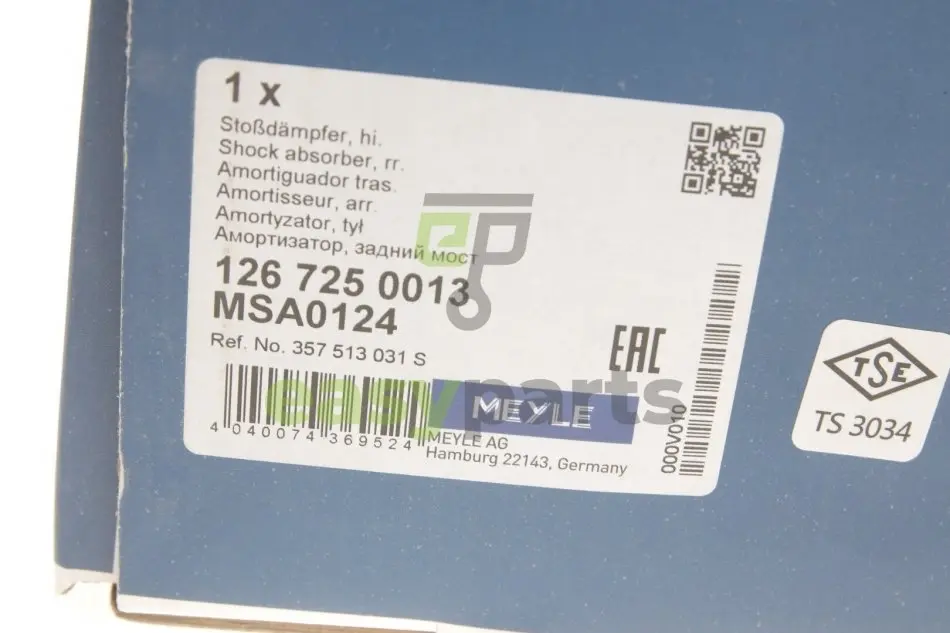 1 x
Stoßdämpfer, hi.
Shock absorber, rr.
Amortiguador tras.
Amortisseur, arr.
Amortyzator, tył
Амортизатор, задний мост
126 725 0013
MSA0124
Ref. No. 357 513 031 S
EAC
easyparts
MEYLE
4 040074 369524
MEYLE AG
Hamburg 22143, Germany
000V010
TSE
TS 3034